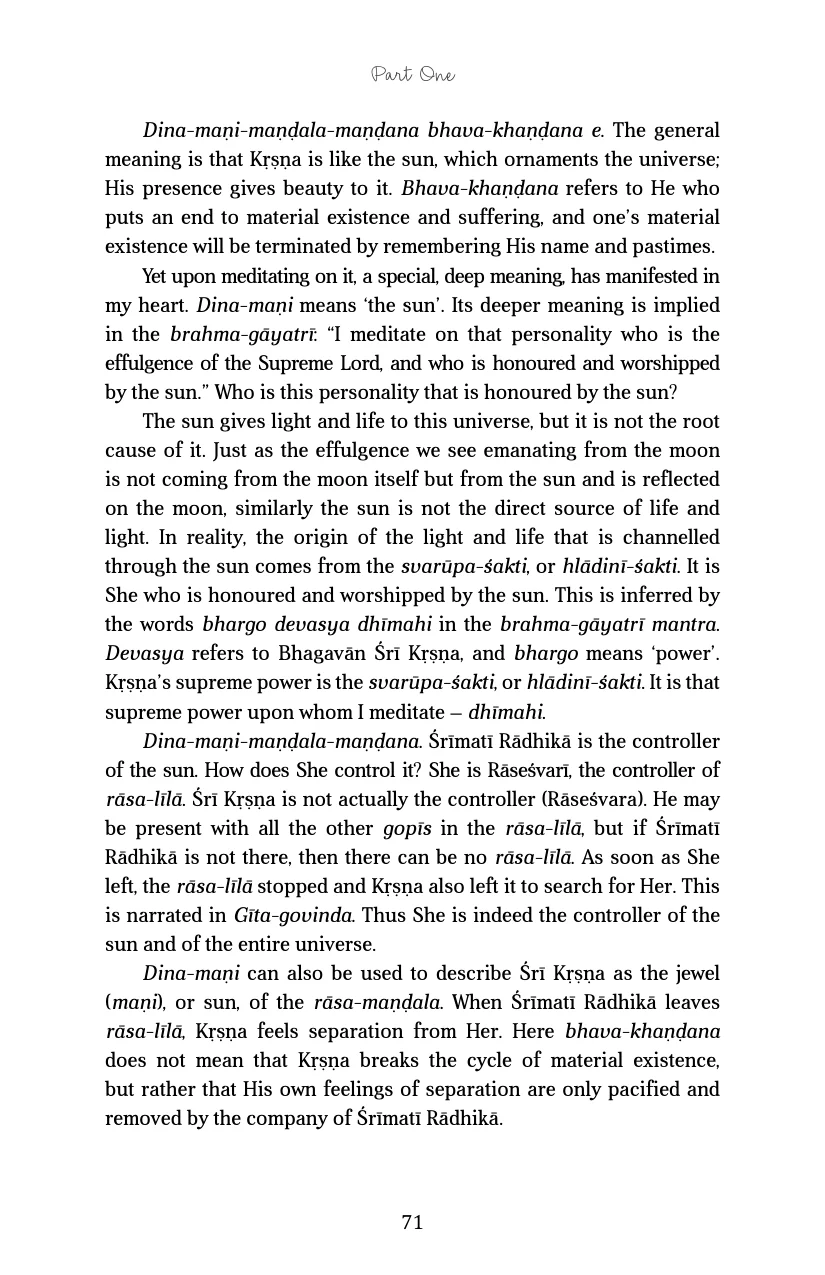 Part One
Dina-maṇi-maṇḍala-maṇḍana bhava-khaṇḍana e. The general
meaning is that Kṛṣṇa is like the sun, which ornaments the universe;
His presence gives beauty to it. Bhava-khaṇḍana refers to He who
puts an end to material existence and suffering, and one’s material
existence will be terminated by remembering His name and pastimes.
Yet upon meditating on it, a special, deep meaning, has manifested in
my heart. Dina-maṇi means ‘the sun’. Its deeper meaning is implied
in the brahma-gāyatrī: “I meditate on that personality who is the
effulgence of the Supreme Lord, and who is honoured and worshipped
by the sun.” Who is this personality that is honoured by the sun?
The sun gives light and life to this universe, but it is not the root
cause of it. Just as the effulgence we see emanating from the moon
is not coming from the moon itself but from the sun and is reflected
on the moon, similarly the sun is not the direct source of life and
light. In reality, the origin of the light and life that is channelled
through the sun comes from the svarūpa-śakti, or hlādinī-śakti. It is
She who is honoured and worshipped by the sun. This is inferred by
the words bhargo devasya dhīmahi in the brahma-gāyatrī mantra.
Devasya refers to Bhagavān Śrī Kṛṣṇa, and bhargo means ‘power’.
Kṛṣṇa’s supreme power is the svarūpa-śakti, or hlādinī-śakti. It is that
supreme power upon whom I meditate – dhīmahi.
Dina-maṇi-maṇḍala-maṇḍana. Śrīmatī Rādhikā is the controller
of the sun. How does She control it? She is Rāseśvarī, the controller of
rāsa-līlā. Śrī Kṛṣṇa is not actually the controller (Rāseśvara). He may
be present with all the other gopīs in the rāsa-līlā, but if Śrīmatī
Rādhikā is not there, then there can be no rāsa-līlā. As soon as She
left, the rāsa-līlā stopped and Kṛṣṇa also left it to search for Her. This
is narrated in Gīta-govinda. Thus She is indeed the controller of the
sun and of the entire universe.
Dina-maṇi can also be used to describe Śrī Kṛṣṇa as the jewel
(maṇi), or sun, of the rāsa-maṇḍala. When Śrīmatī Rādhikā leaves
rāsa-līlā, Kṛṣṇa feels separation from Her. Here bhava-khaṇḍana
does not mean that Kṛṣṇa breaks the cycle of material existence,
but rather that His own feelings of separation are only pacified and
removed by the company of Śrīmatī Rādhikā.
71